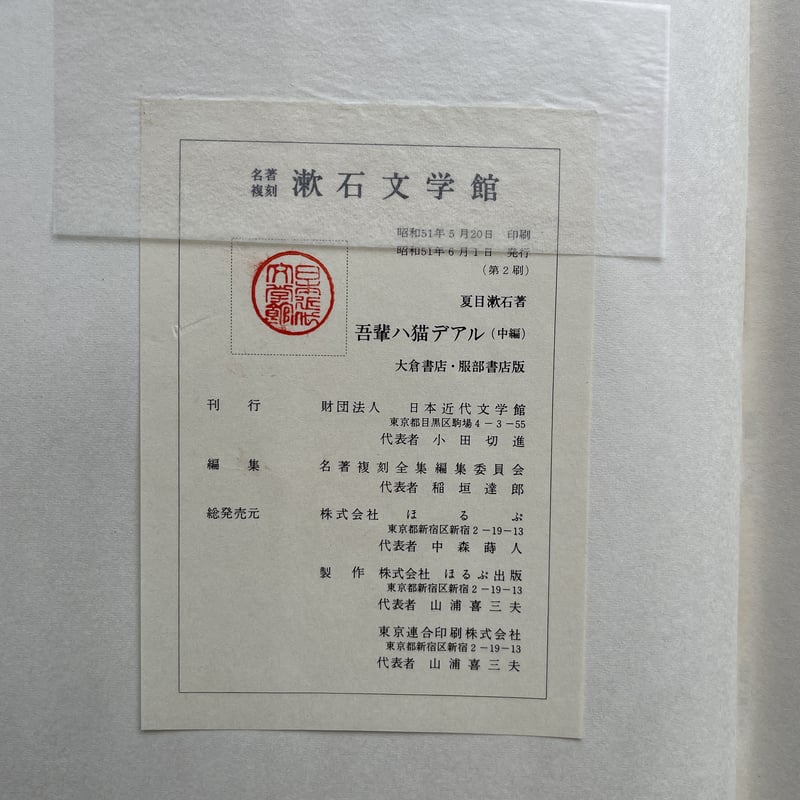 名著複刻 漱石文学館
昭和51年5月20日 印刷
昭和51年6月1日 発行
(第2刷)
日本近代文学館
夏目漱石著
吾輩ハ猫デアル(中編)
大倉書店・服部書店版
刊行 財団法人 日本近代文学館
東京都目黒区駒場4-3-55
代表者 小田切進
編集 名著複刻全集編集委員会
代表者 稲垣達郎
総発売元 株式会社 ほるぷ
東京都新宿区新宿2-19-13
代表者 中森蒔人
製作 株式会社 ほるぷ出版
東京都新宿区新宿2-19-13
代表者 山浦喜三夫
東京連合印刷株式会社
東京都新宿区新宿2-19-13
代表者 山浦喜三夫